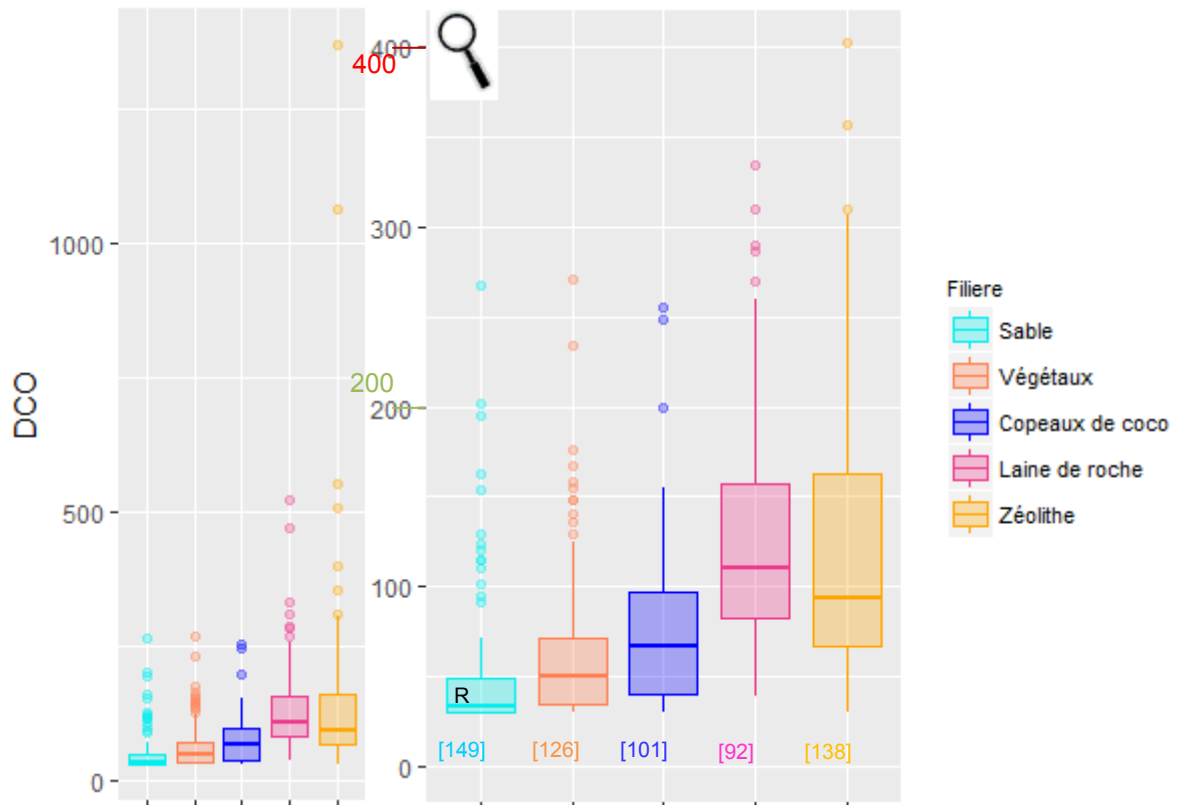 DCO
1000
500
0
400
400
300
200
200
100
0
R
[149] [126] [101] [92] [138]
Filiere
Sable
Végétaux
Copeaux de coco
Laine de roche
Zéolithe